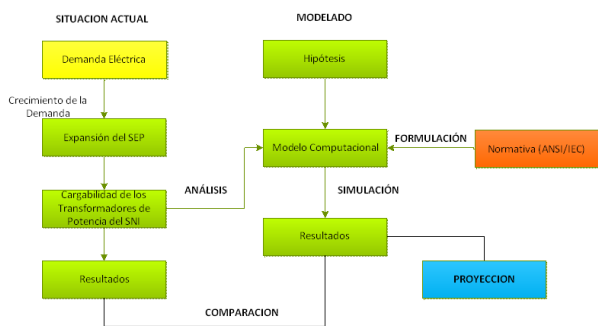 SITUACION ACTUAL
MODELADO
Demanda Eléctrica
Hipótesis
Crecimiento de la
Demanda
Expansión del SEP
Modelo Computacional
FORMULACIÓN
Normativa (ANSI/IEC)
ANÁLISIS
SIMULACIÓN
Cargabilidad de los
Transformadores de
Potencia del SNI
Resultados
Resultados
PROYECCION
COMPARACION